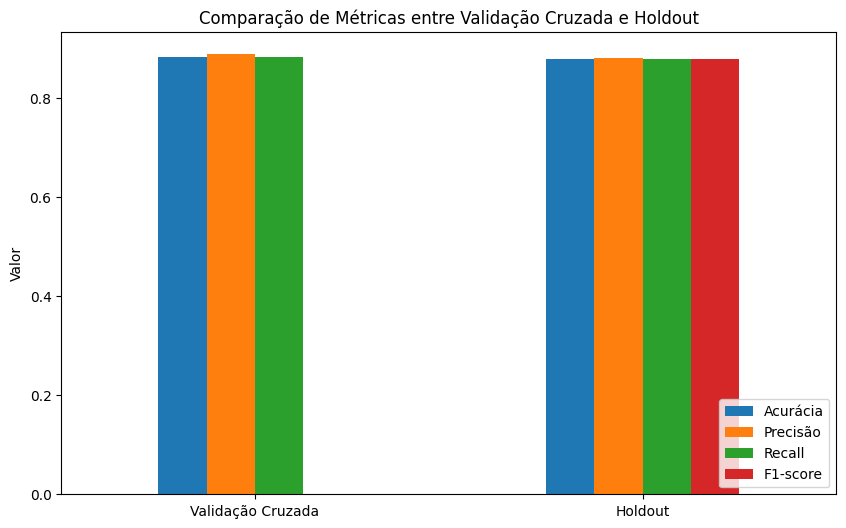 Comparação de Métricas entre Validação Cruzada e Holdout
Valor
0.8
0.6
0.4
0.2
0.0
Validação Cruzada
Holdout
Acurácia
Precisão
Recall
F1-score